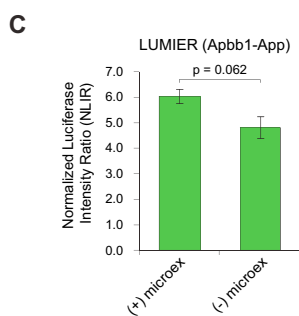 C
LUMIER (Apbb1-App)
p = 0.062
Normalized Luciferase
Intensity Ratio (NLIR)
7.0
6.0
5.0
4.0
3.0
2.0
1.0
0.0
(+) microex
(-) microex